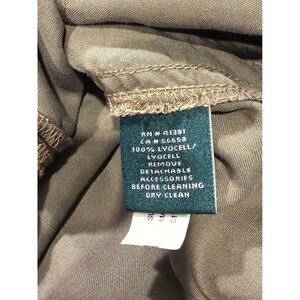 RN # 41381
CA # 56658
100% LYOCELL/
LYOCELL
REMOVE
DETACHABLE
ACCESSORIES
BEFORE CLEANING
DRY CLEAN